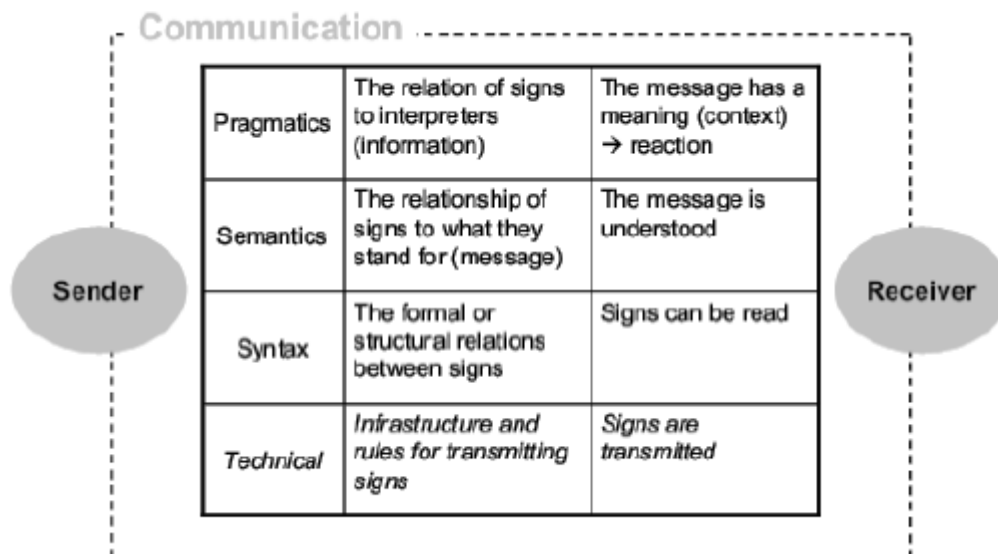 Communication
Pragmatics
The relation of signs
to interpreters
(information)
The message has a
meaning (context)
→ reaction
Semantics
The relationship of
signs to what they
stand for (message)
The message is
understood
Sender
Receiver
Syntax
The formal or
structural relations
between signs
Signs can be read
Technical
Infrastructure and
rules for transmitting
signs
Signs are
transmitted